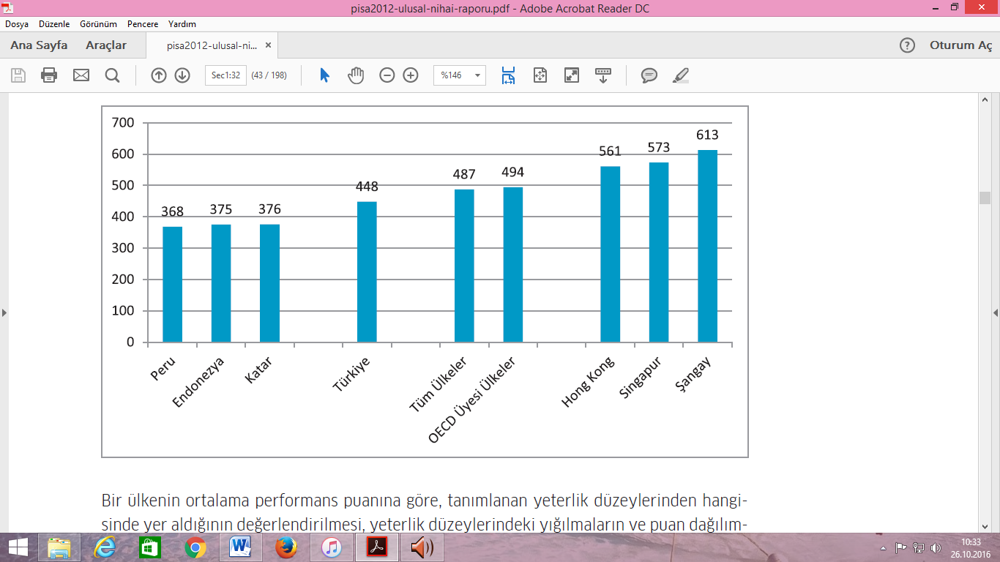 pisa2012-ulusal-nihai-raporu.pdf - Adobe Acrobat Reader DC
Dosya Düzenle Görünüm Pencere Yardım
Ana Sayfa Araçlar pisa2012-ulusal-ni... × ? Oturum Aç
Sec1:32 (43 / 198) %146
700
600
500
400
300
200
100
0
368 375 376 448 487 494 561 573 613
Peru Endonezya Katar Türkiye Tüm Ülkeler OECD Üyesi Ülkeler Hong Kong Singapur Şangay
Bir ülkenin ortalama performans puanına göre, tanımlanan yeterlik düzeylerinden hangi-
sinde yer aldığının değerlendirilmesi, yeterlik düzeylerindeki yığılmaların ve puan dağılım-
10:33
26.10.2016